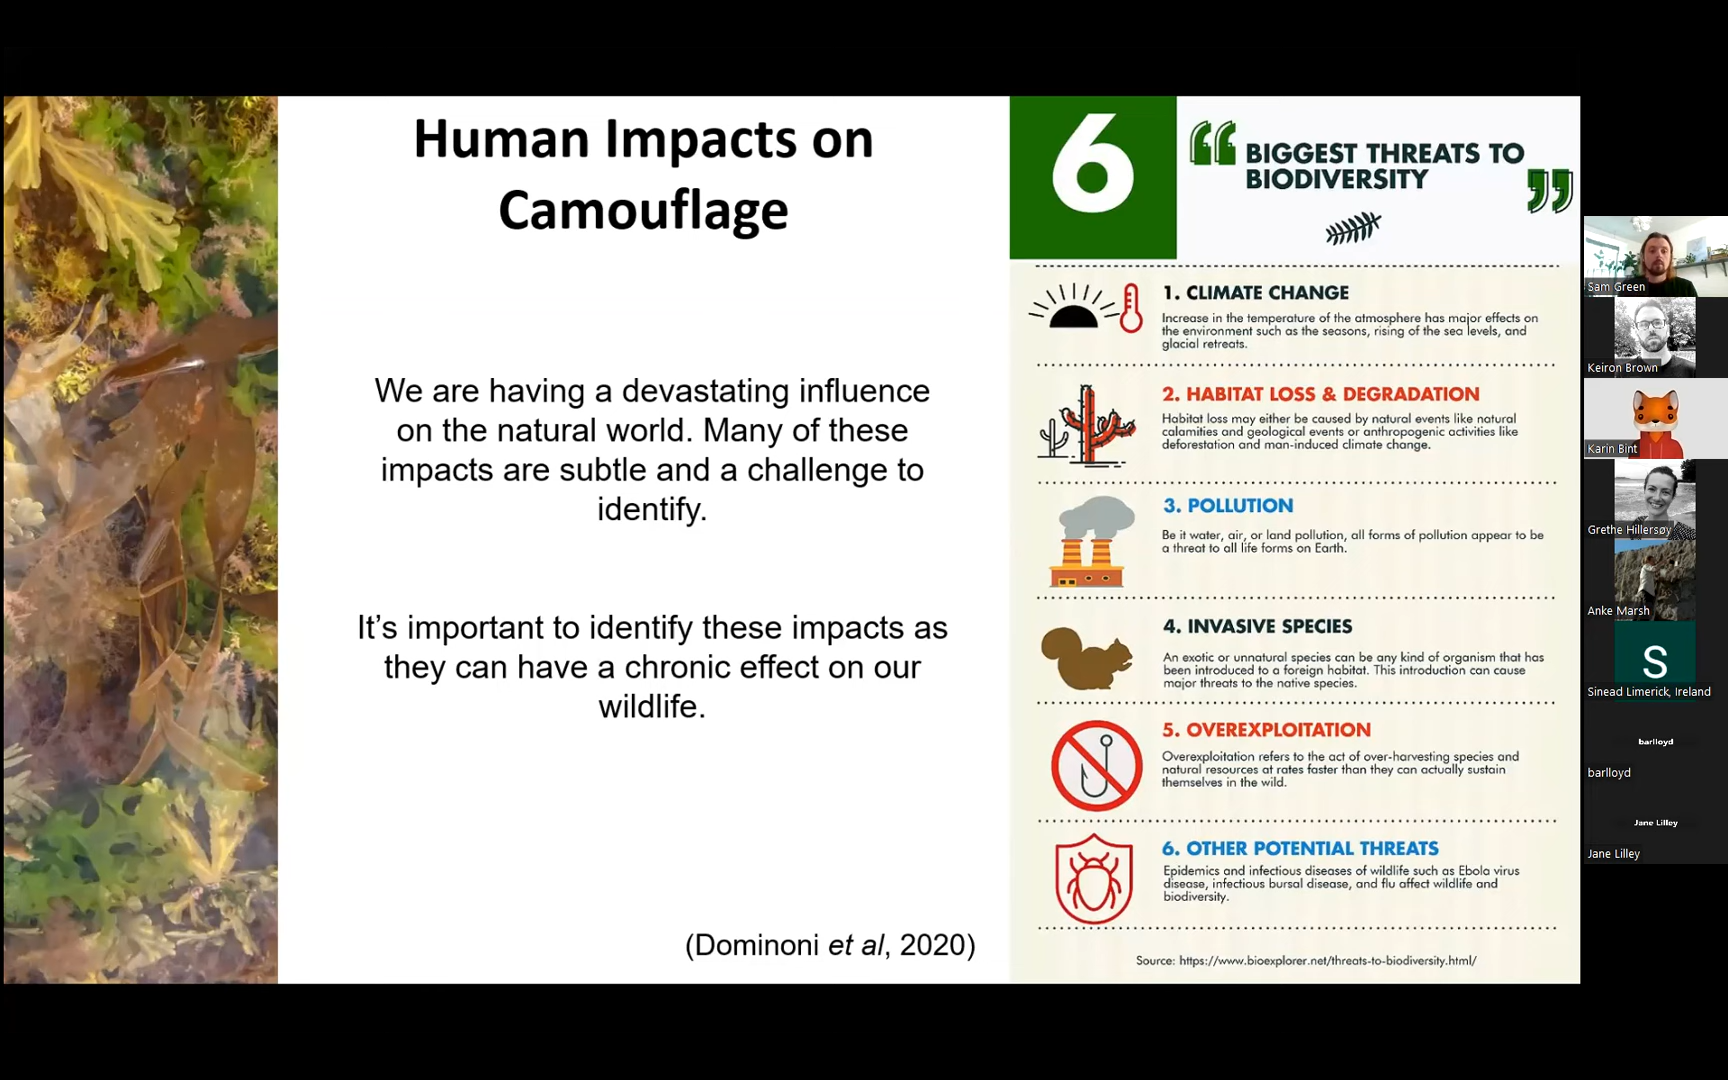 Human Impacts on
Camouflage
We are having a devastating influence
on the natural world. Many of these
impacts are subtle and a challenge to
identify.
It’s important to identify these impacts as
they can have a chronic effect on our
wildlife.
(Dominoni et al, 2020)
6
“ BIGGEST THREATS TO
BIODIVERSITY ”
1. CLIMATE CHANGE
Increase in the temperature of the atmosphere has major effects on
the environment such as the seasons, rising of the sea levels, and
glacial retreats.
2. HABITAT LOSS & DEGRADATION
Habitat loss may either be caused by natural events like natural
calamities and geological events or anthropogenic activities like
deforestation and man-induced climate change.
3. POLLUTION
Be it water, air, or land pollution, all forms of pollution appear to be
a threat to all life forms on Earth.
4. INVASIVE SPECIES
An exotic or unnatural species can be any kind of organism that has
been introduced to a foreign habitat. This introduction can cause
major threats to the native species.
5. OVEREXPLOITATION
Overexploitation refers to the act of over-harvesting species and
natural resources at rates faster than they can actually sustain
themselves in the wild.
6. OTHER POTENTIAL THREATS
Epidemics and infectious diseases of wildlife such as Ebola virus
disease, infectious bursal disease, and flu affect wildlife and
biodiversity.
Source: https://www.bioexplorer.net/threats-to-biodiversity.html/
Sam Green
Keiron Brown
Karin Bint
Grethe Hillersøy
Anke Marsh
S
Sinead Limerick, Ireland
barlloyd
barlloyd
Jane Lilley
Jane Lilley